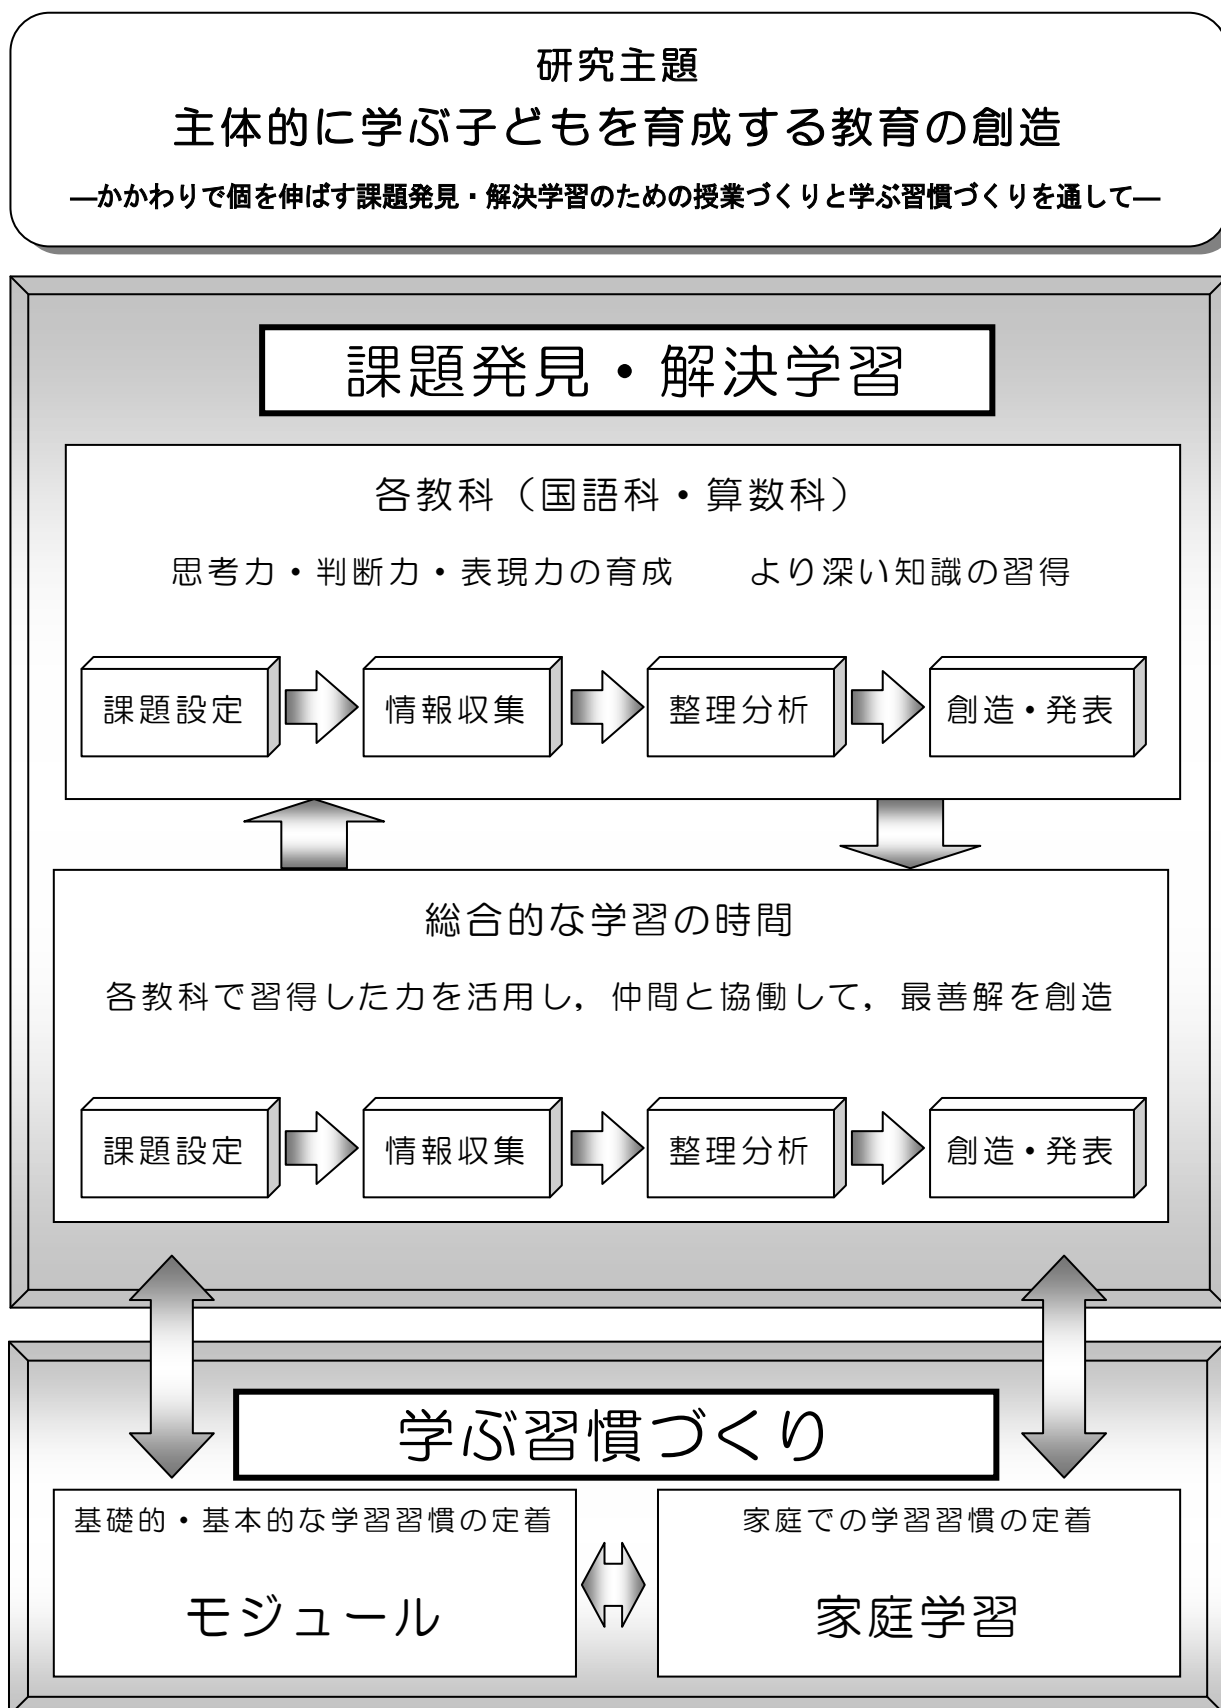 研究主題
主体的に学ぶ子どもを育成する教育の創造
―かかわりで個を伸ばす課題発見・解決学習のための授業づくりと学ぶ習慣づくりを通して―
課題発見・解決学習
各教科（国語科・算数科）
思考力・判断力・表現力の育成　　より深い知識の習得
課題設定
情報収集
整理分析
創造・発表
総合的な学習の時間
各教科で習得した力を活用し，仲間と協働して，最善解を創造
課題設定
情報収集
整理分析
創造・発表
学ぶ習慣づくり
基礎的・基本的な学習習慣の定着
モジュール
家庭での学習習慣の定着
家庭学習